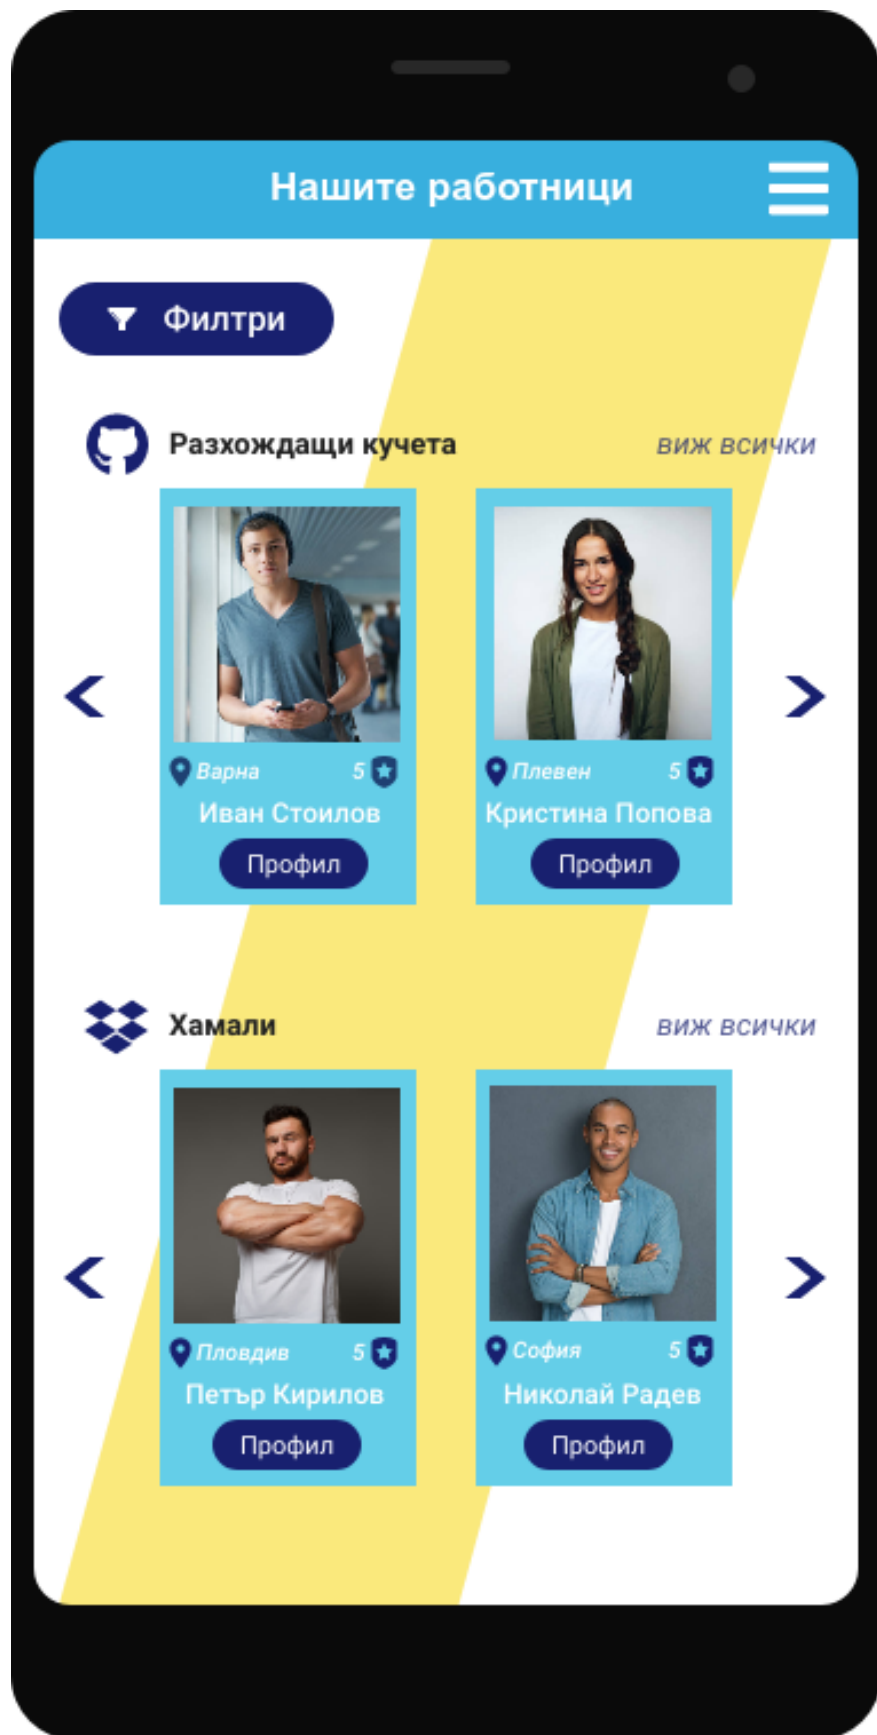 Нашите работници
Филтри
Разхождащи кучета виж всички
Варна 5 Плевен 5
Иван Стоилов Кристина Попова
Профил Профил
Хамали виж всички
Пловдив 5 София 5
Петър Кирилов Николай Радев
Профил Профил